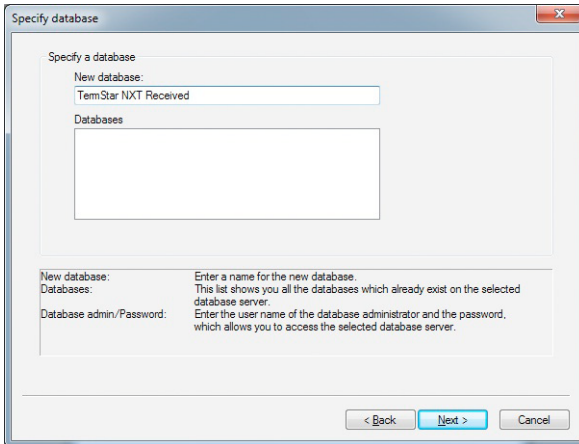 Specify database
Specify a database
New database:
TermStar NXT Received
Databases
New database: Enter a name for the new database.
Databases: This list shows you all the databases which already exist on the selected
database server.
Database admin/Password: Enter the user name of the database administrator and the password,
which allows you to access the selected database server.
< Back Next > Cancel